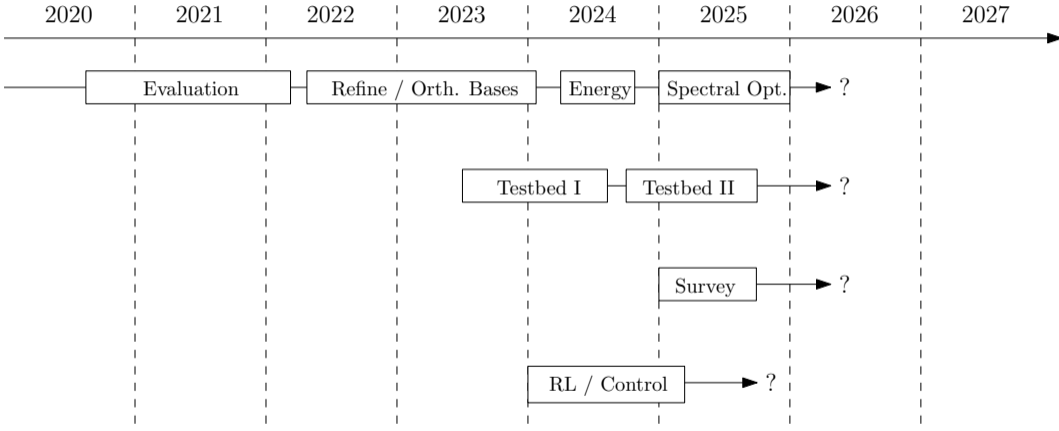 2020 2021 2022 2023 2024 2025 2026 2027
Evaluation Refine / Orth. Bases Energy Spectral Opt. ?
Testbed I Testbed II ?
Survey ?
RL / Control ?